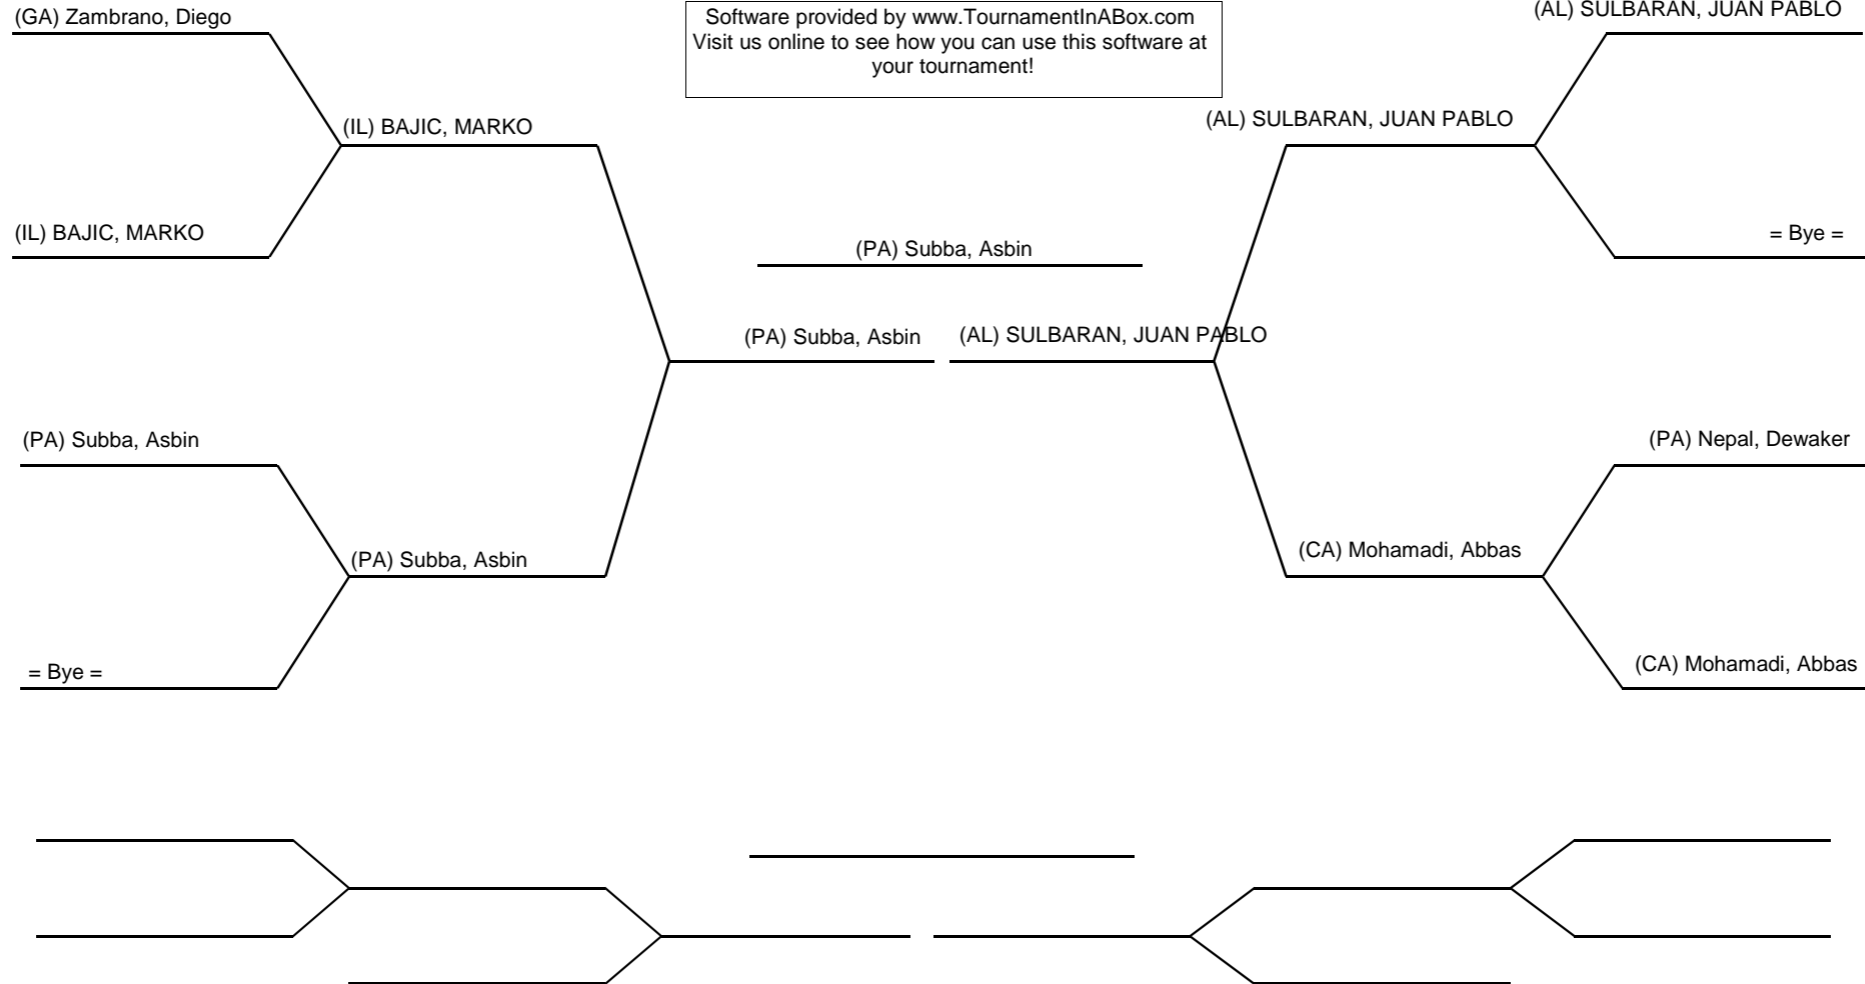 (GA) Zambrano, Diego
Software provided by www.TournamentInABox.com
Visit us online to see how you can use this software at
your tournament!
(AL) SULBARAN, JUAN PABLO
(IL) BAJIC, MARKO
(AL) SULBARAN, JUAN PABLO
(IL) BAJIC, MARKO
(PA) Subba, Asbin
= Bye =
(PA) Subba, Asbin
(AL) SULBARAN, JUAN PABLO
(PA) Subba, Asbin
(PA) Nepal, Dewaker
(PA) Subba, Asbin
(CA) Mohamadi, Abbas
= Bye =
(CA) Mohamadi, Abbas